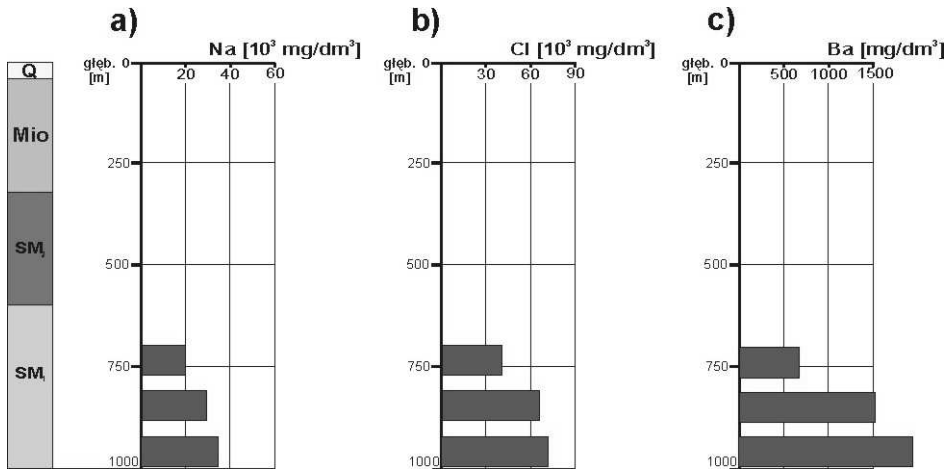 a)
b)
c)
Na [10³ mg/dm³]
Cl [10³ mg/dm³]
Ba [mg/dm³]
głęb. 0
[m]
20 40 60
głęb. 0
[m]
30 60 90
głęb. 0
[m]
500 1000 1500
Q
Mio
250
250
250
SM
500
500
500
SM
750
750
750
1000
1000
1000